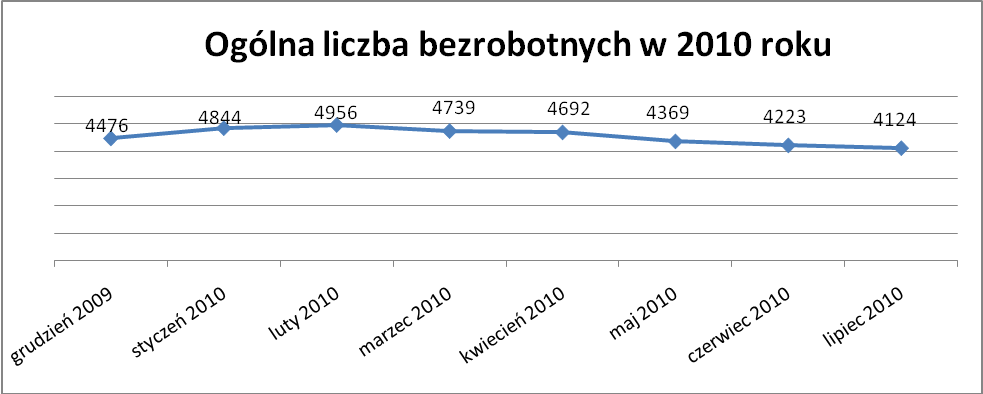 Ogólna liczba bezrobotnych w 2010 roku
4476 4844 4956 4739 4692 4369 4223 4124
grudzień 2009
styczeń 2010
luty 2010
marzec 2010
kwiecień 2010
maj 2010
czerwiec 2010
lipiec 2010